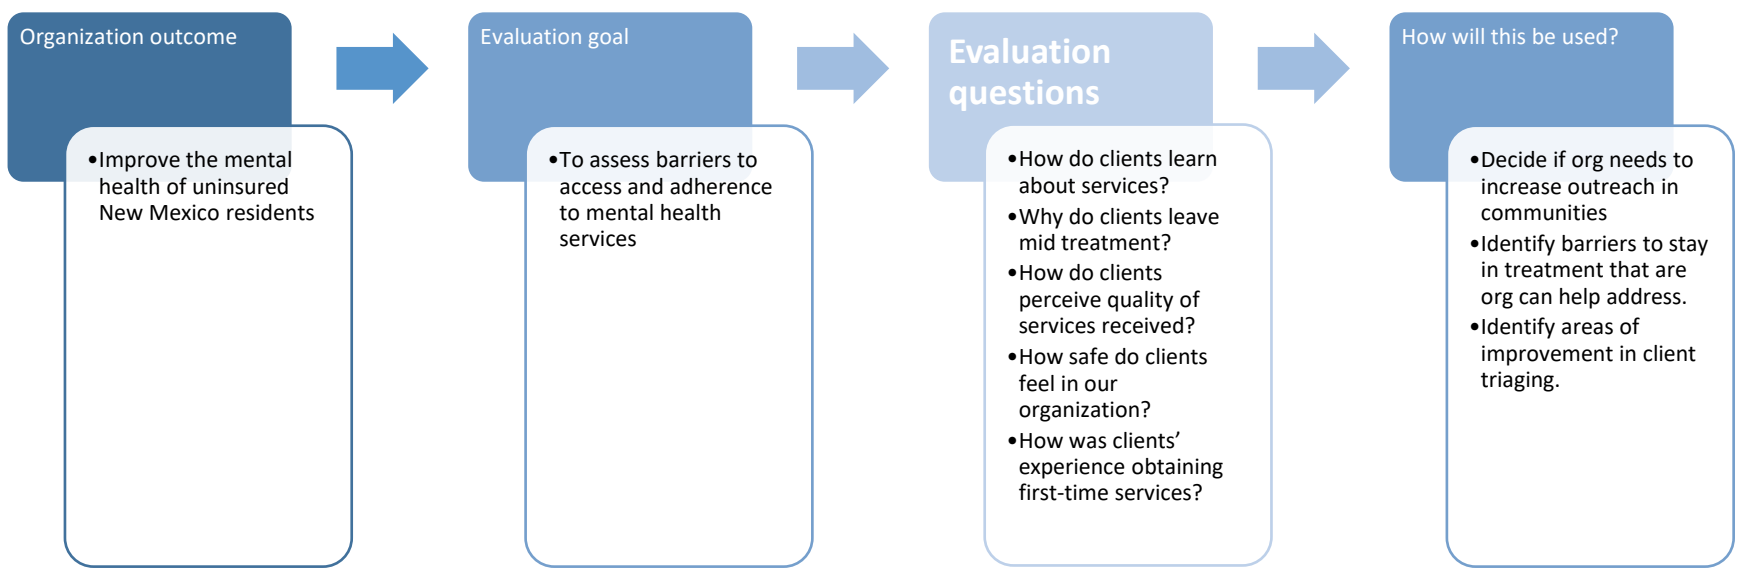 Organization outcome
•Improve the mental
health of uninsured
New Mexico residents
Evaluation goal
•To assess barriers to
access and adherence
to mental health
services
Evaluation
questions
•How do clients learn
about services?
•Why do clients leave
mid treatment?
•How do clients
perceive quality of
services received?
•How safe do clients
feel in our
organization?
•How was clients’
experience obtaining
first-time services?
How will this be used?
•Decide if org needs to
increase outreach in
communities
•Identify barriers to stay
in treatment that are
org can help address.
•Identify areas of
improvement in client
triaging.